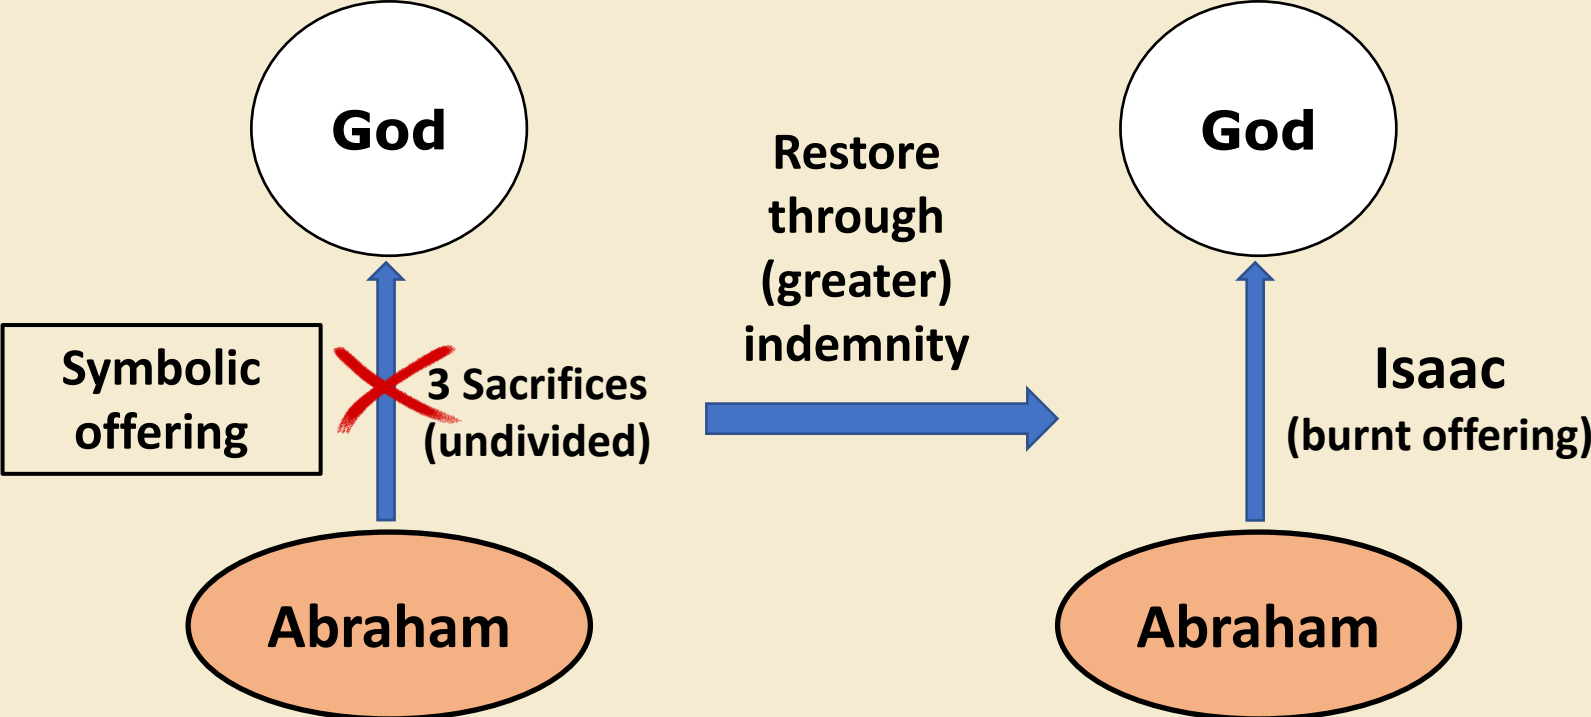 God
Symbolic
offering
3 Sacrifices
(undivided)
Abraham
Restore
through
(greater)
indemnity
God
Isaac
(burnt offering)
Abraham